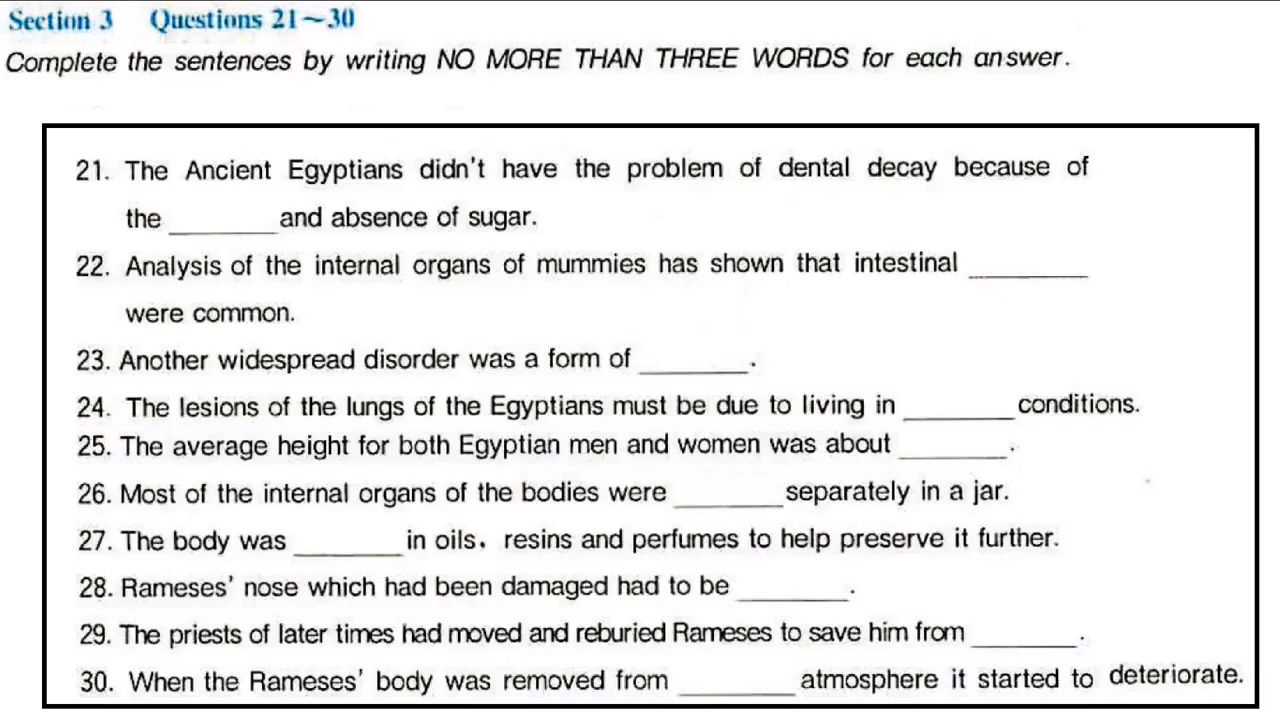 Section 3 Questions 21~30
Complete the sentences by writing NO MORE THAN THREE WORDS for each answer.
21. The Ancient Egyptians didn't have the problem of dental decay because of
the ________ and absence of sugar.
22. Analysis of the internal organs of mummies has shown that intestinal ________
were common.
23. Another widespread disorder was a form of ________.
24. The lesions of the lungs of the Egyptians must be due to living in ________ conditions.
25. The average height for both Egyptian men and women was about ________.
26. Most of the internal organs of the bodies were ________ separately in a jar.
27. The body was ________ in oils, resins and perfumes to help preserve it further.
28. Rameses' nose which had been damaged had to be ________.
29. The priests of later times had moved and reburied Rameses to save him from ________.
30. When the Rameses' body was removed from ________ atmosphere it started to deteriorate.